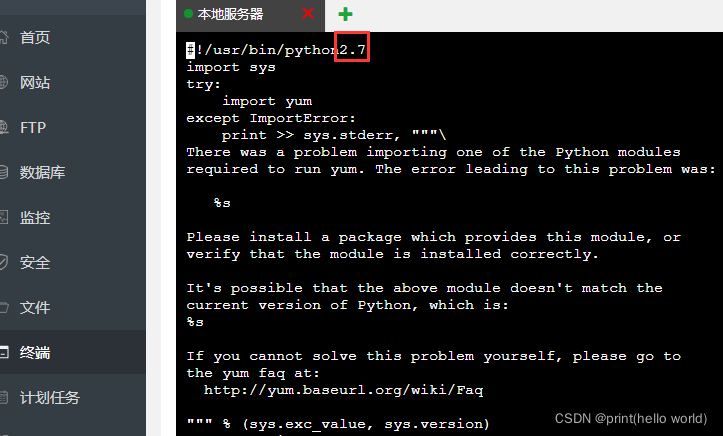 首页
网站
FTP
数据库
监控
安全
文件
终端
计划任务
本地服务器
#!/usr/bin/python2.7
import sys
try:
    import yum
except ImportError:
    print >> sys.stderr, """\
There was a problem importing one of the Python modules
required to run yum. The error leading to this problem was:
   %s
Please install a package which provides this module, or
verify that the module is installed correctly.
It's possible that the above module doesn't match the
current version of Python, which is:
%s
If you cannot solve this problem yourself, please go to
the yum faq at:
  http://yum.baseurl.org/wiki/Faq
""" % (sys.exc_value, sys.version)
CSDN @print(hello world)